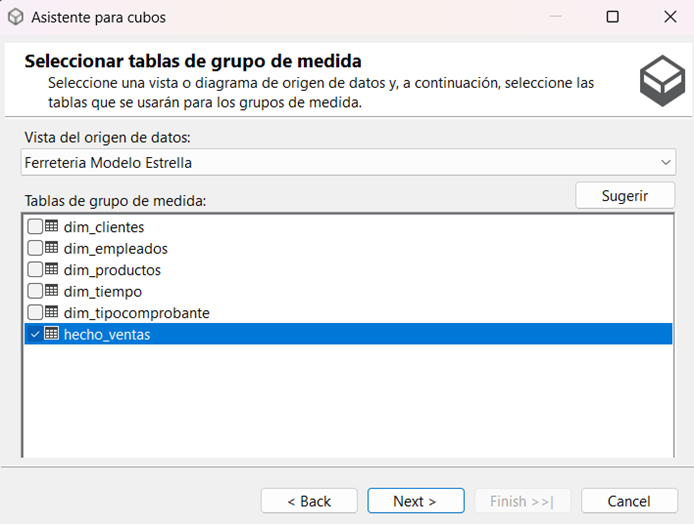 Asistente para cubos
Seleccionar tablas de grupo de medida
Seleccione una vista o diagrama de origen de datos y, a continuación, seleccione las
tablas que se usarán para los grupos de medida.
Vista del origen de datos:
Ferreteria Modelo Estrella
Tablas de grupo de medida:
Sugerir
dim_clientes
dim_empleados
dim_productos
dim_tiempo
dim_tipocomprobante
hecho_ventas
< Back
Next >
Finish >>|
Cancel